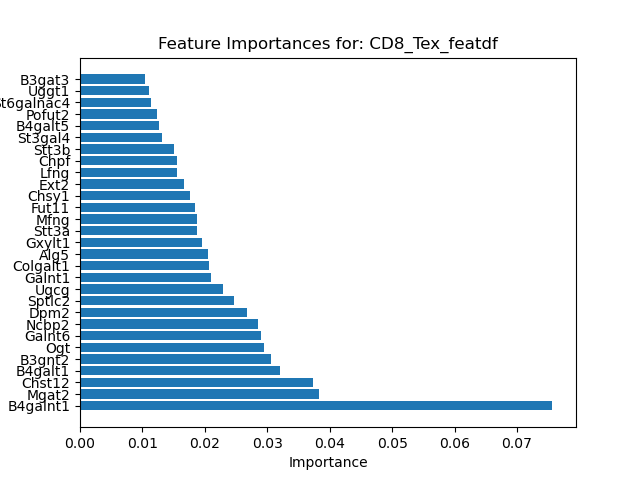 Feature Importances for: CD8_Tex_featdf
B3gat3
Uggt1
St6galnac4
Pofut2
B4galt5
St3gal4
Stt3b
Chpf
Lfng
Ext2
Chsy1
Fut11
Mfng
Stt3a
Gxylt1
Alg5
Colgalt1
Galnt1
Ugcg
Sptlc2
Dpm2
Ncbp2
Galnt6
Ogt
B3gnt2
B4galt1
Chst12
Mgat2
B4galnt1
0.00 0.01 0.02 0.03 0.04 0.05 0.06 0.07
Importance